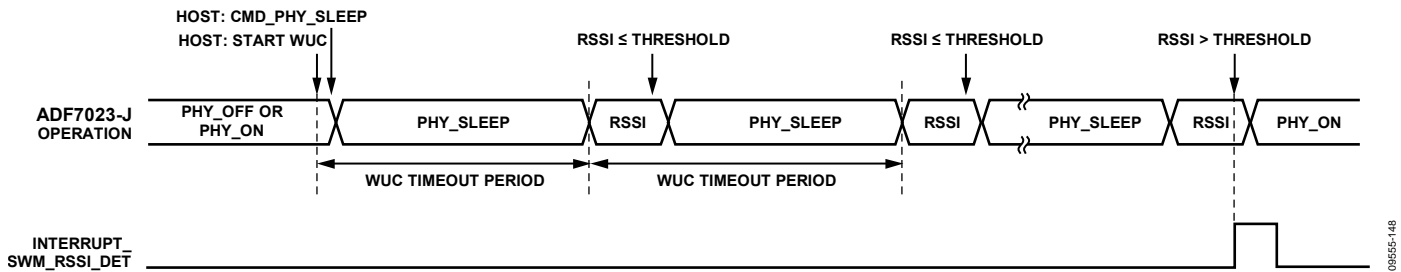 HOST: CMD_PHY_SLEEP
HOST: START WUC
RSSI ≤ THRESHOLD
RSSI ≤ THRESHOLD
RSSI > THRESHOLD
ADF7023-J
OPERATION
PHY_OFF OR
PHY_ON
PHY_SLEEP
RSSI
PHY_SLEEP
RSSI
PHY_SLEEP
RSSI
PHY_ON
WUC TIMEOUT PERIOD
WUC TIMEOUT PERIOD
INTERRUPT_
SWM_RSSI_DET
09555-148